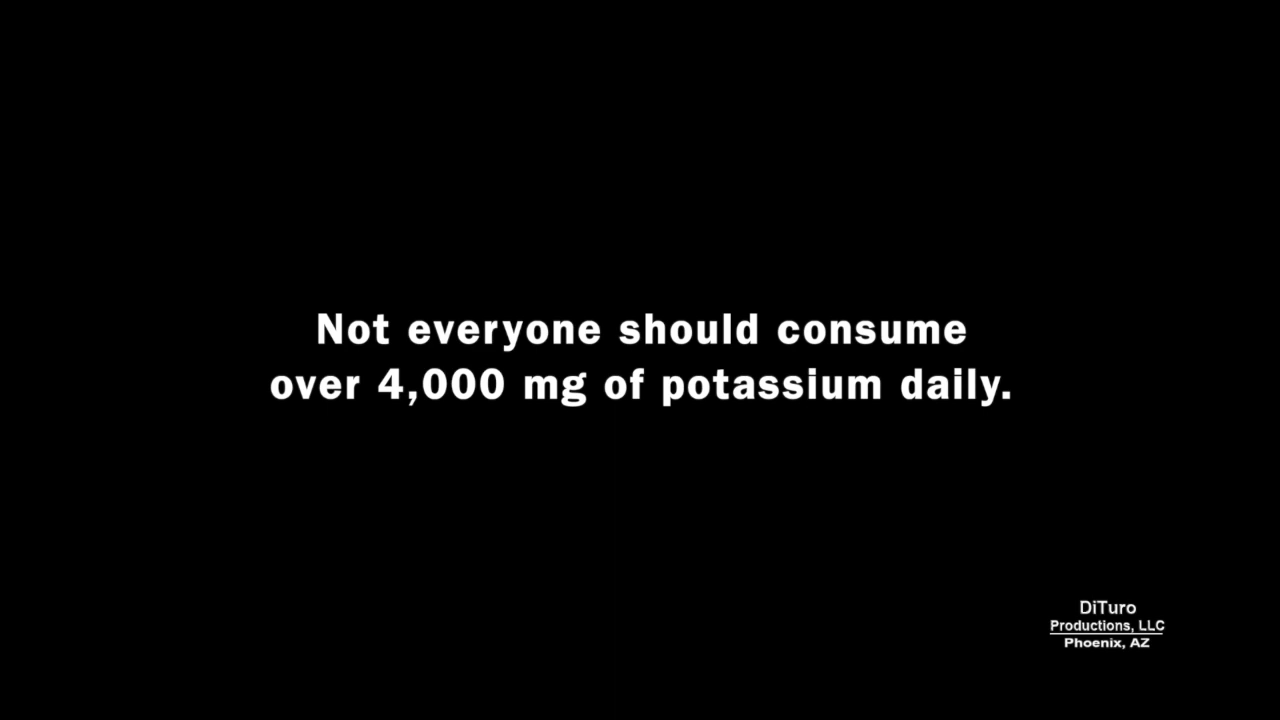 Not everyone should consume
over 4,000 mg of potassium daily.
DiTuro
Productions, LLC
Phoenix, AZ